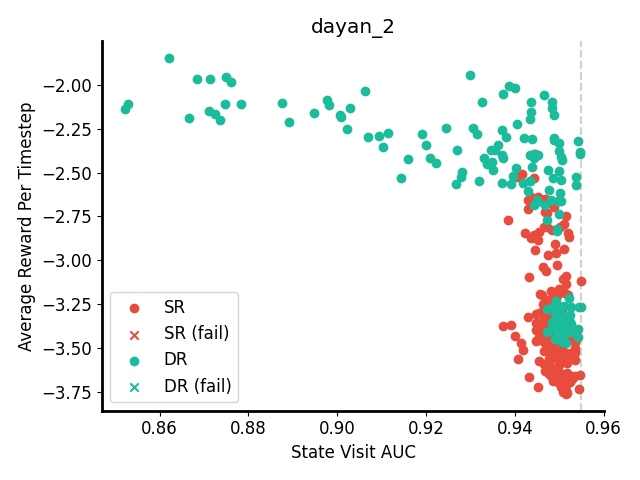 dayan_2
Average Reward Per Timestep
−2.00
−2.25
−2.50
−2.75
−3.00
−3.25
−3.50
−3.75
SR
SR (fail)
DR
DR (fail)
0.86 0.88 0.90 0.92 0.94 0.96
State Visit AUC